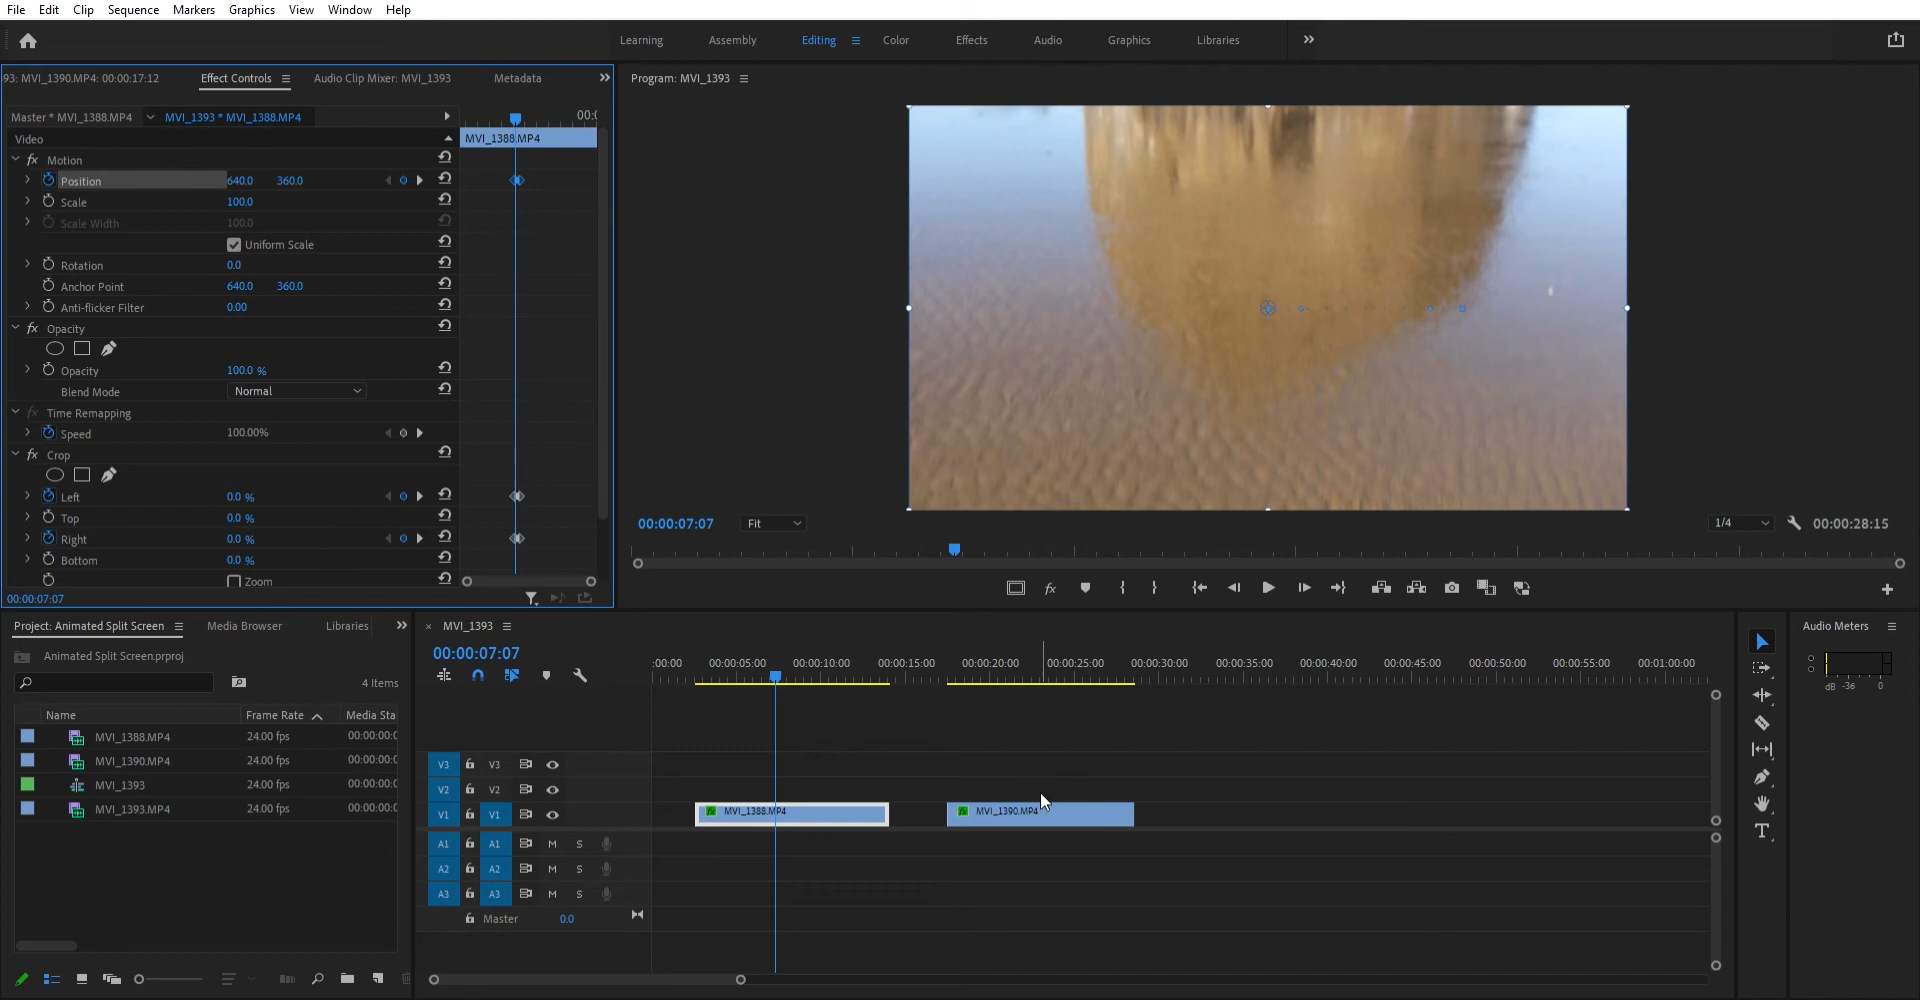 File Edit Clip Sequence Markers Graphics View Window Help
Learning Assembly Editing Color Effects Audio Graphics Libraries
93: MVI_1390.MP4: 00:00:17:12 Effect Controls Audio Clip Mixer: MVI_1393 Metadata
Program: MVI_1393
Master * MVI_1388.MP4 MVI_1393 * MVI_1388.MP4 00:0
Video MVI_1388.MP4
fx Motion
Position 640.0 360.0
Scale 100.0
Scale Width 100.0
Uniform Scale
Rotation 0.0
Anchor Point 640.0 360.0
Anti-flicker Filter 0.00
fx Opacity
Opacity 100.0 %
Blend Mode Normal
fx Time Remapping
Speed 100.00%
fx Crop
Left 0.0 %
Top 0.0 %
Right 0.0 %
Bottom 0.0 %
Zoom
00:00:07:07
00:00:07:07 Fit 1/4 00:00:28:15
fx
Project: Animated Split Screen Media Browser Libraries
Animated Split Screen.prproj
4 Items
Name Frame Rate Media Sta
MVI_1388.MP4 24.00 fps 00:00:00:0
MVI_1390.MP4 24.00 fps 00:00:00:0
MVI_1393 24.00 fps 00:00:00:0
MVI_1393.MP4 24.00 fps 00:00:00:0
× MVI_1393
00:00:07:07
:00:00 00:00:05:00 00:00:10:00 00:00:15:00 00:00:20:00 00:00:25:00 00:00:30:00 00:00:35:00 00:00:40:00 00:00:45:00 00:00:50:00 00:00:55:00 00:01:00:00
V3 V3
V2 V2
V1 V1 fx MVI_1388.MP4 fx MVI_1390.MP4
A1 A1 M S
A2 A2 M S
A3 A3 M S
Master 0.0
T
Audio Meters
dB -36 0